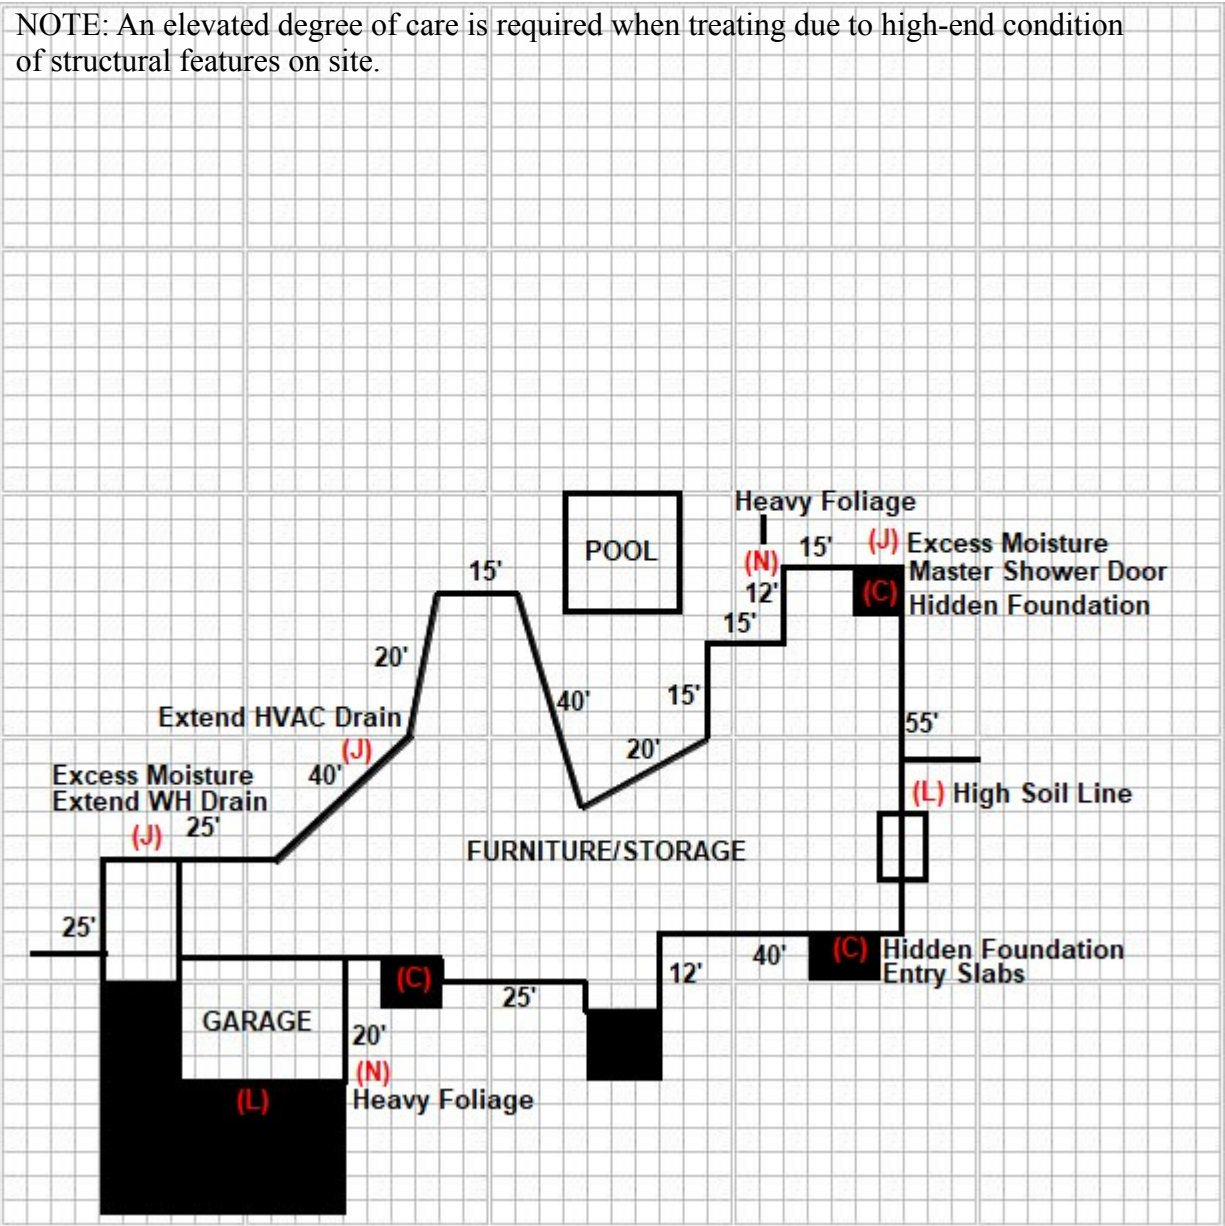 NOTE: An elevated degree of care is required when treating due to high-end condition
of structural features on site.
Heavy Foliage
POOL
(N)
15'
(J) Excess Moisture
Master Shower Door
(C)
Hidden Foundation
12'
15'
15'
20'
15'
40'
20'
55'
Extend HVAC Drain
(J)
40'
Excess Moisture
Extend WH Drain
(J)
25'
(L) High Soil Line
FURNITURE/STORAGE
25'
(C)
Hidden Foundation
Entry Slabs
40'
12'
(C)
25'
GARAGE
20'
(N)
Heavy Foliage
(L)